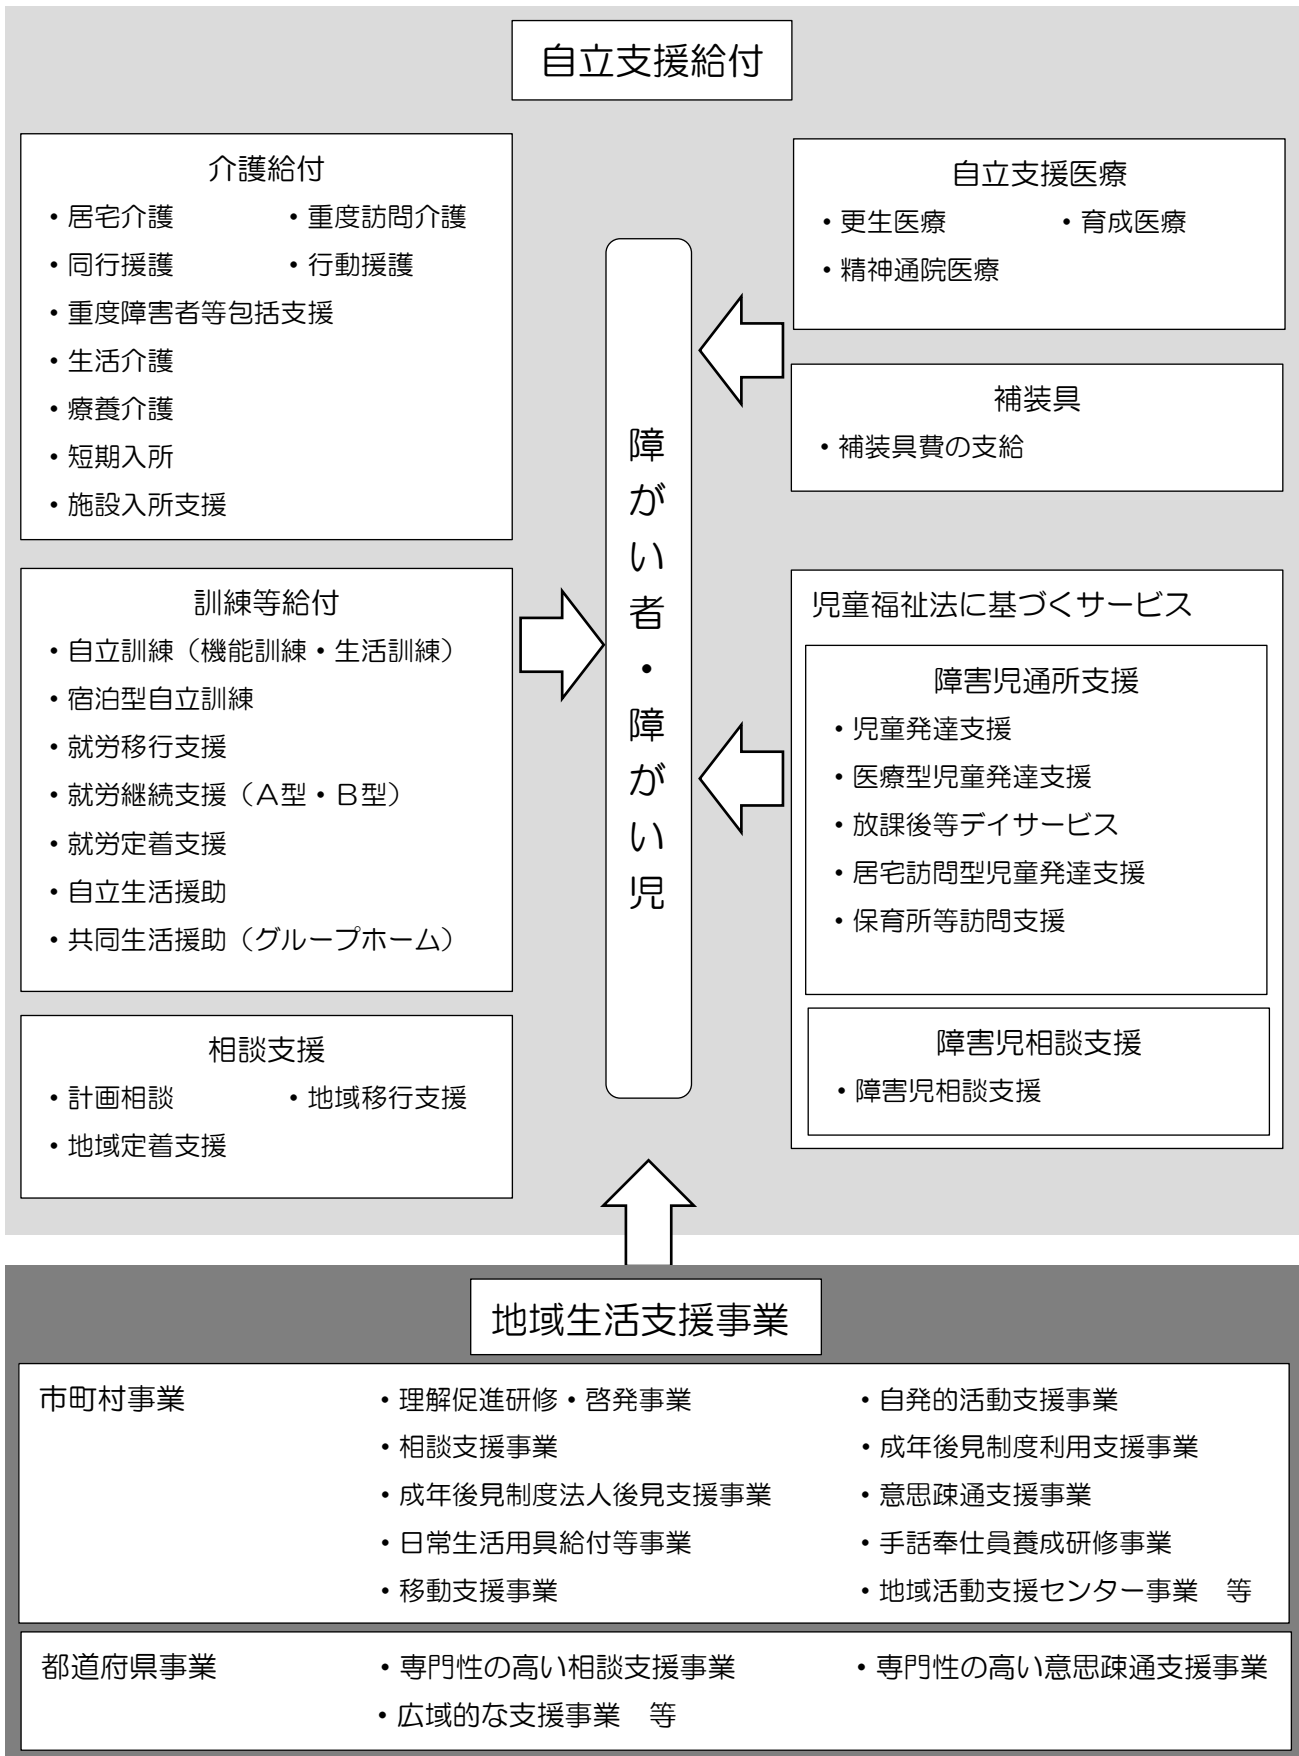 自立支援給付
介護給付
・居宅介護 ・重度訪問介護
・同行援護 ・行動援護
・重度障害者等包括支援
・生活介護
・療養介護
・短期入所
・施設入所支援
訓練等給付
・自立訓練（機能訓練・生活訓練）
・宿泊型自立訓練
・就労移行支援
・就労継続支援（A型・B型）
・就労定着支援
・自立生活援助
・共同生活援助（グループホーム）
相談支援
・計画相談 ・地域移行支援
・地域定着支援
障がい者・障がい児
自立支援医療
・更生医療 ・育成医療
・精神通院医療
補装具
・補装具費の支給
児童福祉法に基づくサービス
障害児通所支援
・児童発達支援
・医療型児童発達支援
・放課後等デイサービス
・居宅訪問型児童発達支援
・保育所等訪問支援
障害児相談支援
・障害児相談支援
地域生活支援事業
市町村事業 ・理解促進研修・啓発事業 ・自発的活動支援事業
・相談支援事業 ・成年後見制度利用支援事業
・成年後見制度法人後見支援事業 ・意思疎通支援事業
・日常生活用具給付等事業 ・手話奉仕員養成研修事業
・移動支援事業 ・地域活動支援センター事業　等
都道府県事業 ・専門性の高い相談支援事業 ・専門性の高い意思疎通支援事業
・広域的な支援事業　等